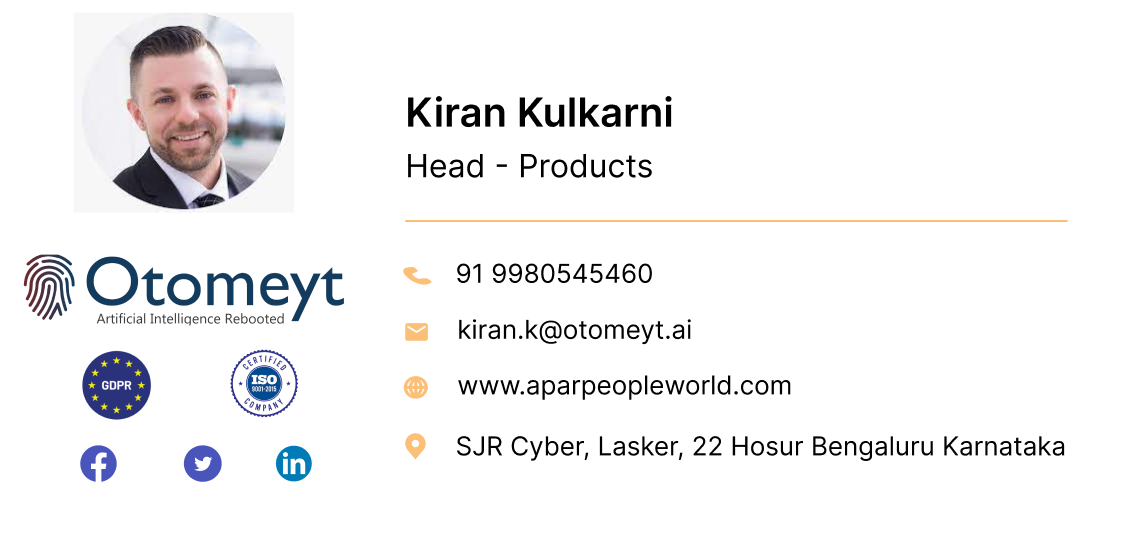 Kiran Kulkarni
Head - Products
Otomeyt
Artificial Intelligence Rebooted
91 9980545460
kiran.k@otomeyt.ai
www.aparpeopleworld.com
SJR Cyber, Lasker, 22 Hosur Bengaluru Karnataka
GDPR
CERTIFIED
ISO
9001-2015
COMPANY
f
in